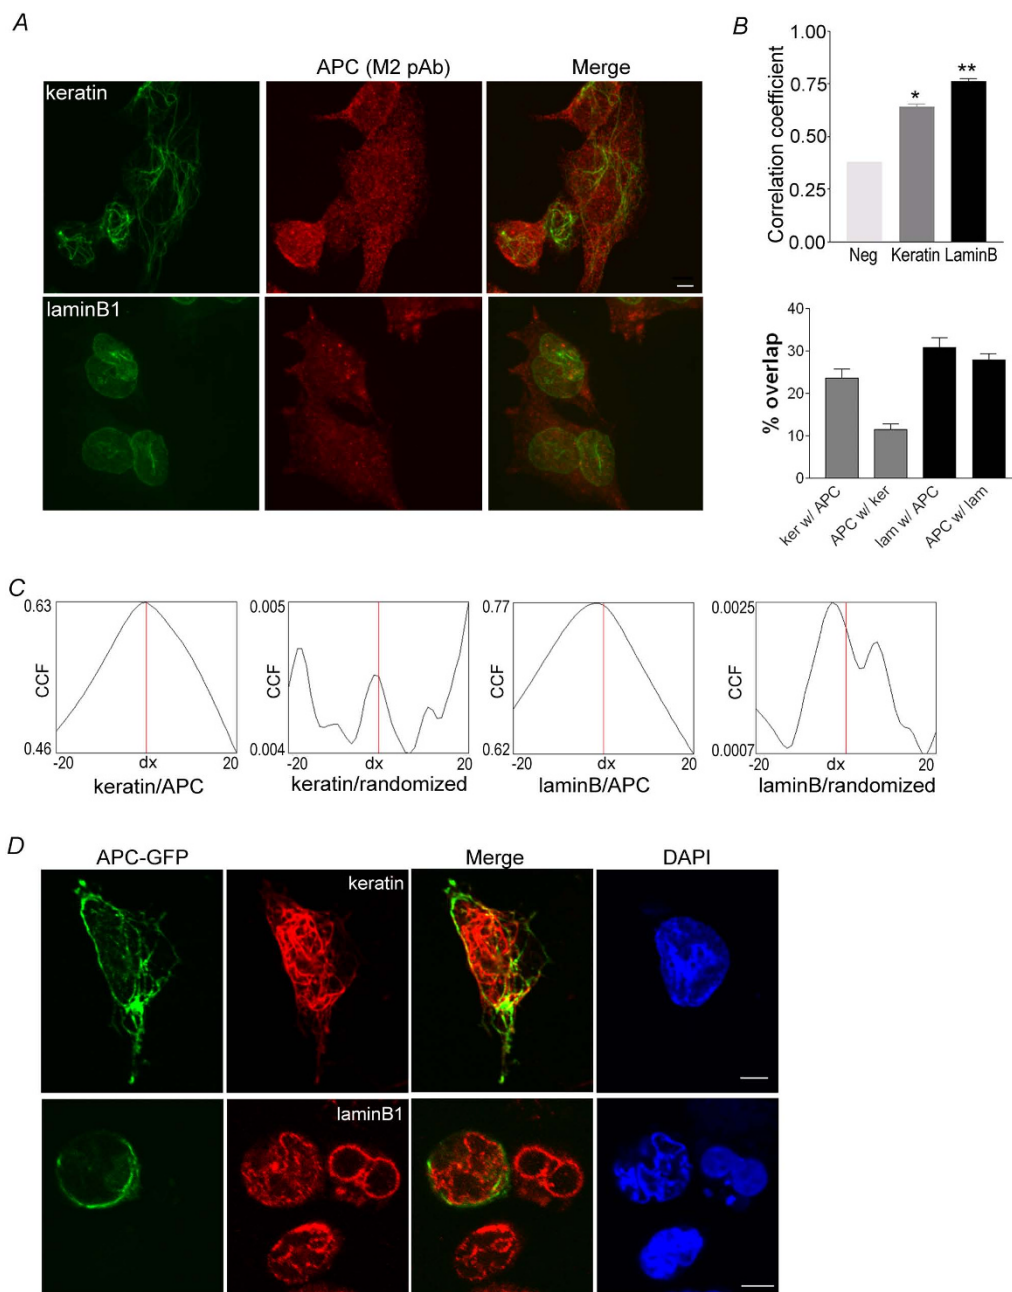 A
APC (M2 pAb) Merge
keratin
laminB1
B
Correlation coefficient
1.00
0.75
0.50
0.25
0.00
*
**
Neg Keratin LaminB
% overlap
40
30
20
10
0
ker w/ APC
APC w/ ker
lam w/ APC
APC w/ lam
C
0.63
CCF
0.46
-20 dx 20
keratin/APC
0.005
CCF
0.004
-20 dx 20
keratin/randomized
0.77
CCF
0.62
-20 dx 20
laminB/APC
0.0025
CCF
0.0007
-20 dx 20
laminB/randomized
D
APC-GFP Merge DAPI
keratin
laminB1